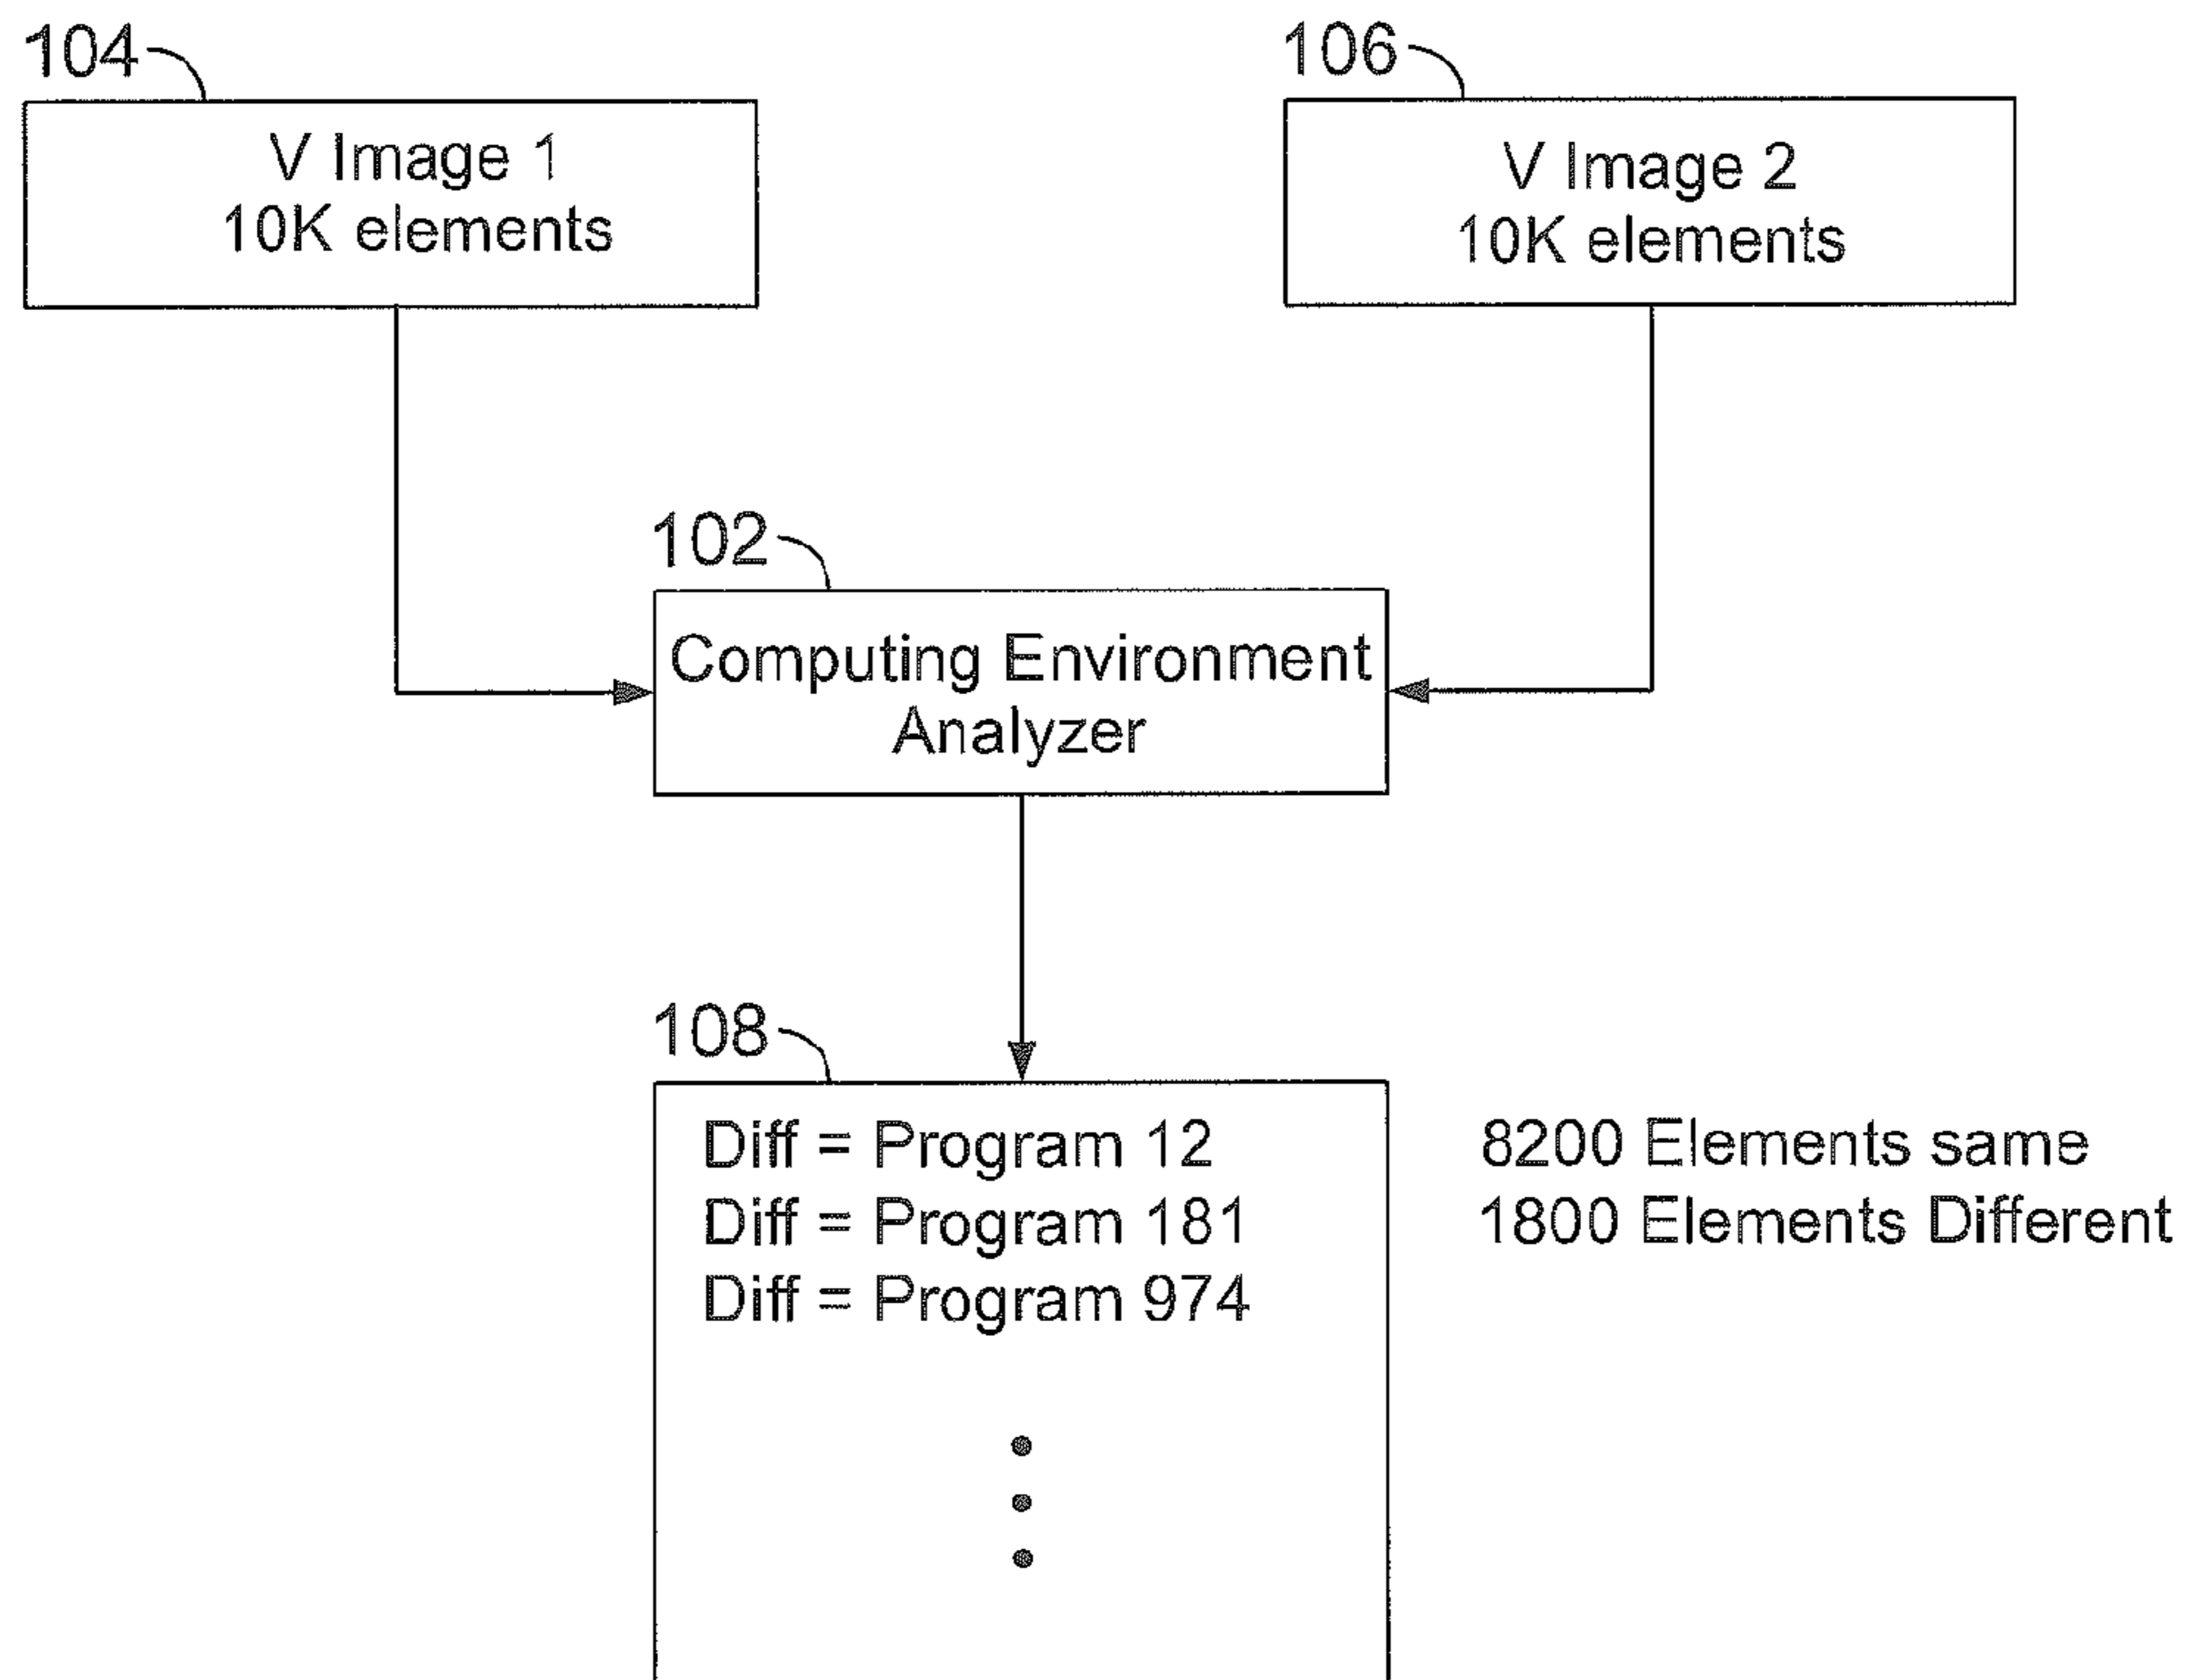 104
106
V Image 1
10K elements
V Image 2
10K elements
102
Computing Environment
Analyzer
108
Diff = Program 12
Diff = Program 181
Diff = Program 974
8200 Elements same
1800 Elements Different